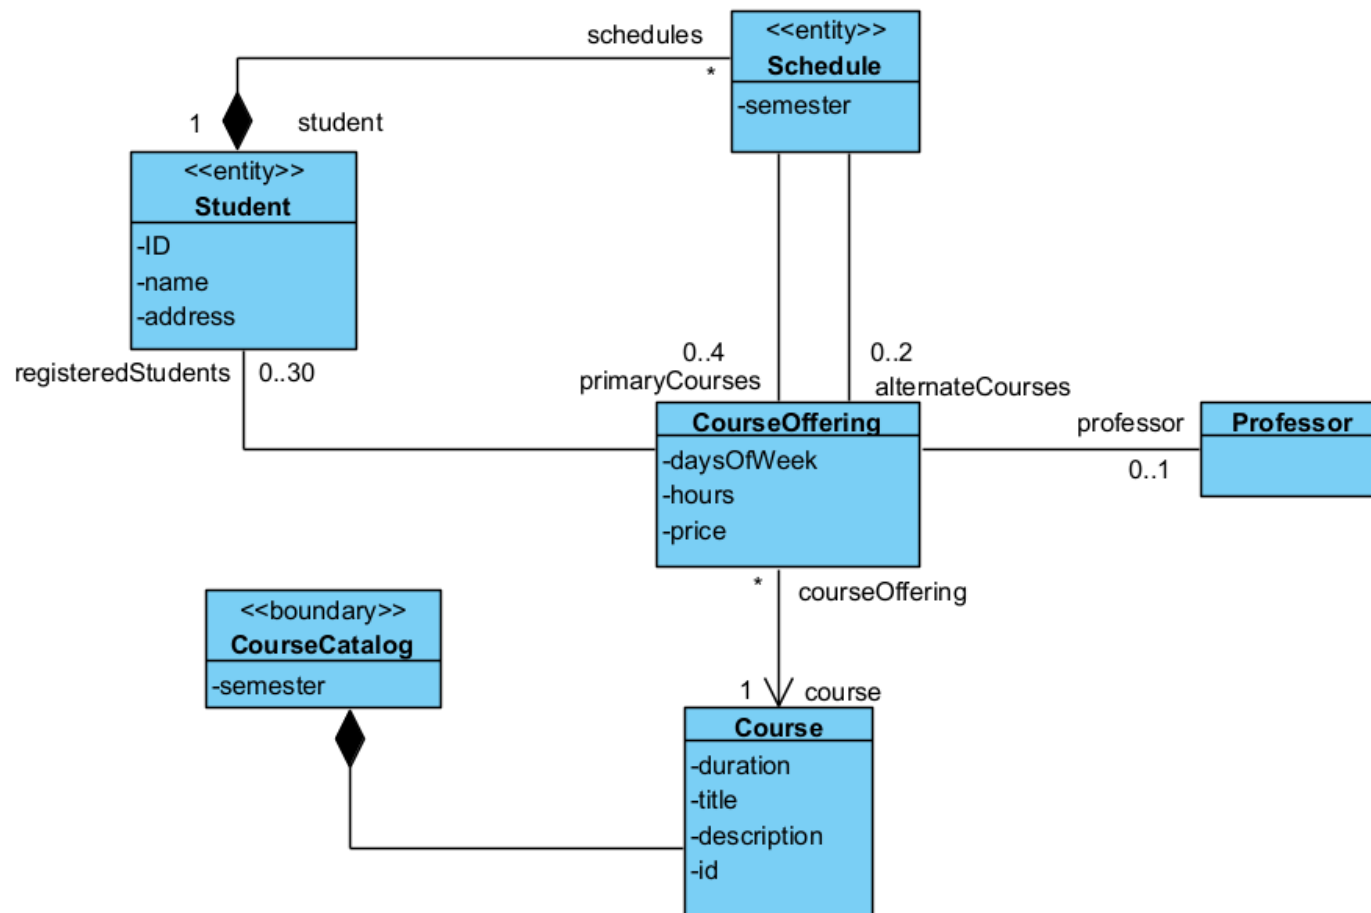 schedules
*
<<entity>>
Schedule
-semester
1
student
<<entity>>
Student
-ID
-name
-address
registeredStudents
0..30
0..4
primaryCourses
0..2
alternateCourses
CourseOffering
-daysOfWeek
-hours
-price
professor
0..1
Professor
*
courseOffering
<<boundary>>
CourseCatalog
-semester
1
course
Course
-duration
-title
-description
-id